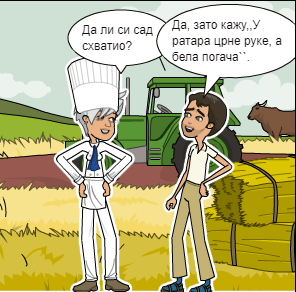 Да ли си сад
схватио?
Да, зато кажу,,У
ратара црне руке, а
бела погача``.